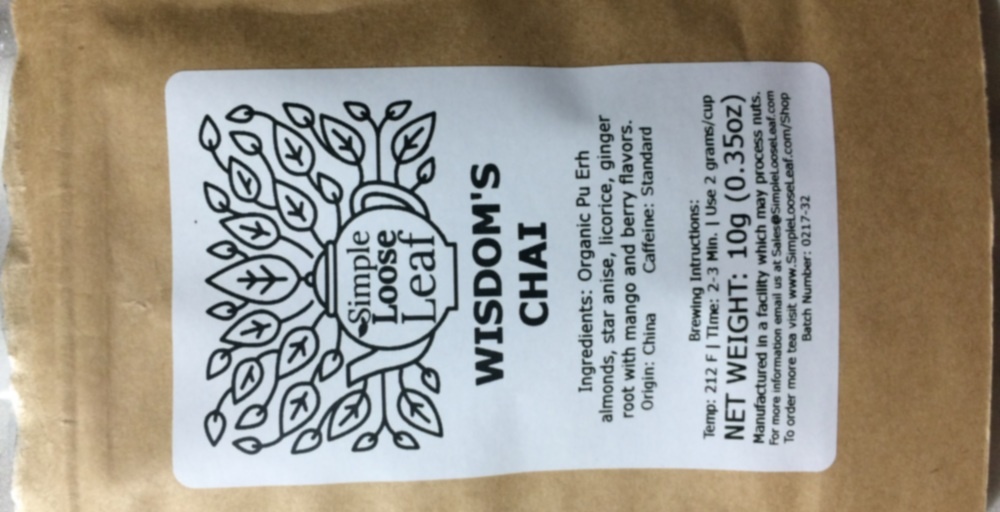 Simple
Loose
Leaf
WISDOM'S
CHAI
Ingredients: Organic Pu Erh
almonds, star anise, licorice, ginger
root with mango and berry flavors.
Origin: China Caffeine: Standard
Brewing Intructions:
Temp: 212 F | Time: 2-3 Min. | Use 2 grams/cup
NET WEIGHT: 10g (0.35oz)
Manufactured in a facility which may process nuts.
For more information email us at Sales@SimpleLooseLeaf.com
To order more tea visit www.SimpleLooseLeaf.com/Shop
Batch Number: 0217-32